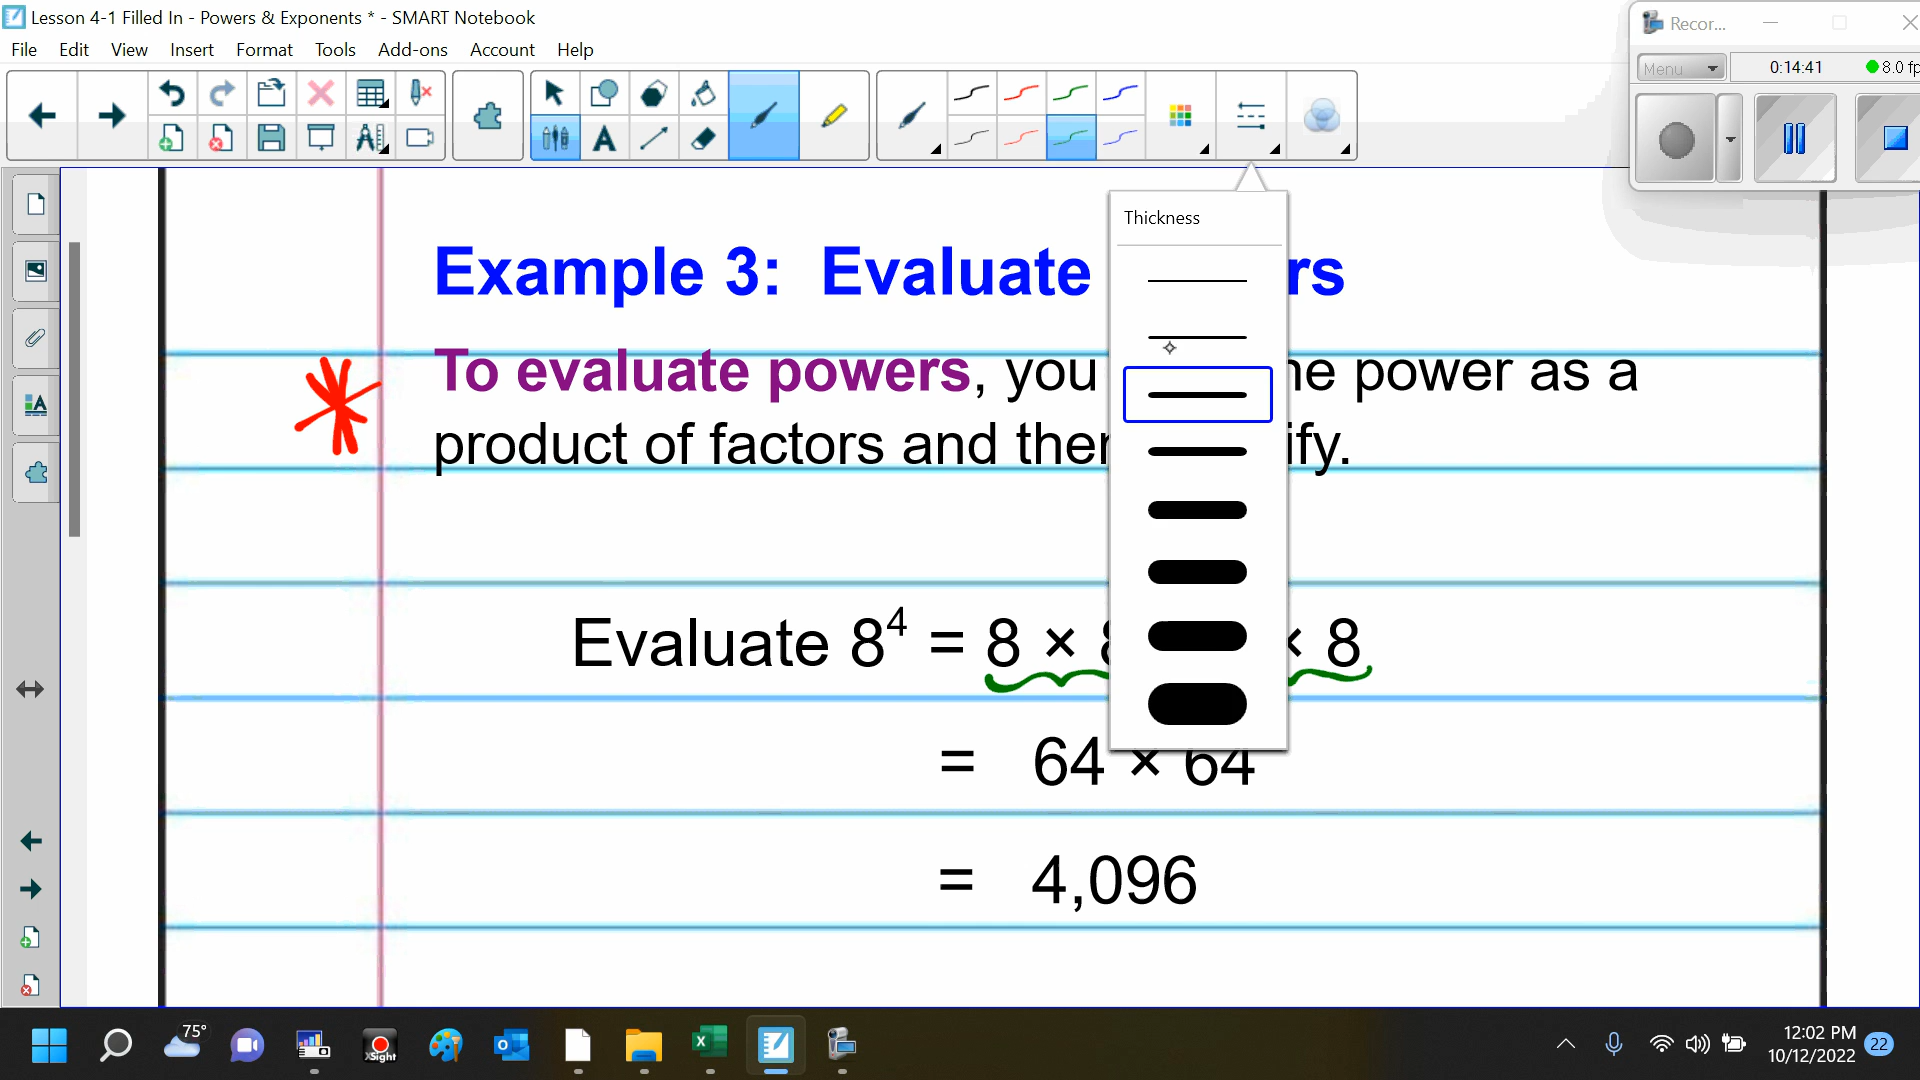 Lesson 4-1 Filled In - Powers & Exponents * - SMART Notebook
File Edit View Insert Format Tools Add-ons Account Help
Recor...
Menu 0:14:41 8.0 fp
Thickness
Example 3: Evaluate rs
To evaluate powers, you he power as a
product of factors and then ify.
Evaluate 8⁴ = 8 × 8 × 8
= 64 × 64
= 4,096
75°
XSight
12:02 PM
10/12/2022
22